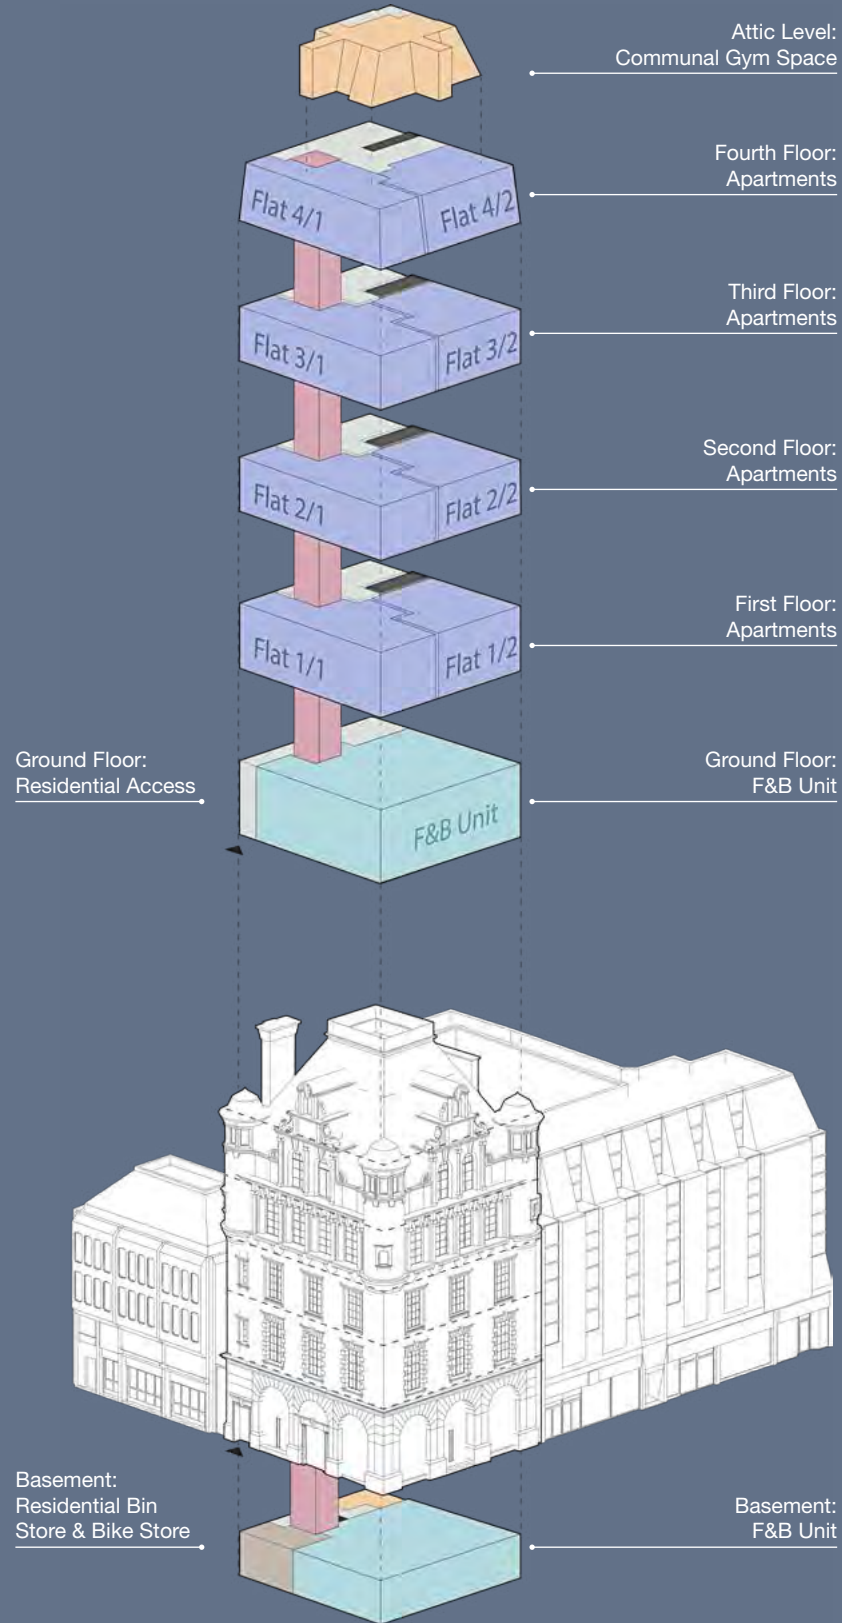 Attic Level:
Communal Gym Space
Fourth Floor:
Apartments
Flat 4/1
Flat 4/2
Third Floor:
Apartments
Flat 3/1
Flat 3/2
Second Floor:
Apartments
Flat 2/1
Flat 2/2
First Floor:
Apartments
Flat 1/1
Flat 1/2
Ground Floor:
Residential Access
Ground Floor:
F&B Unit
F&B Unit
Basement:
Residential Bin
Store & Bike Store
Basement:
F&B Unit